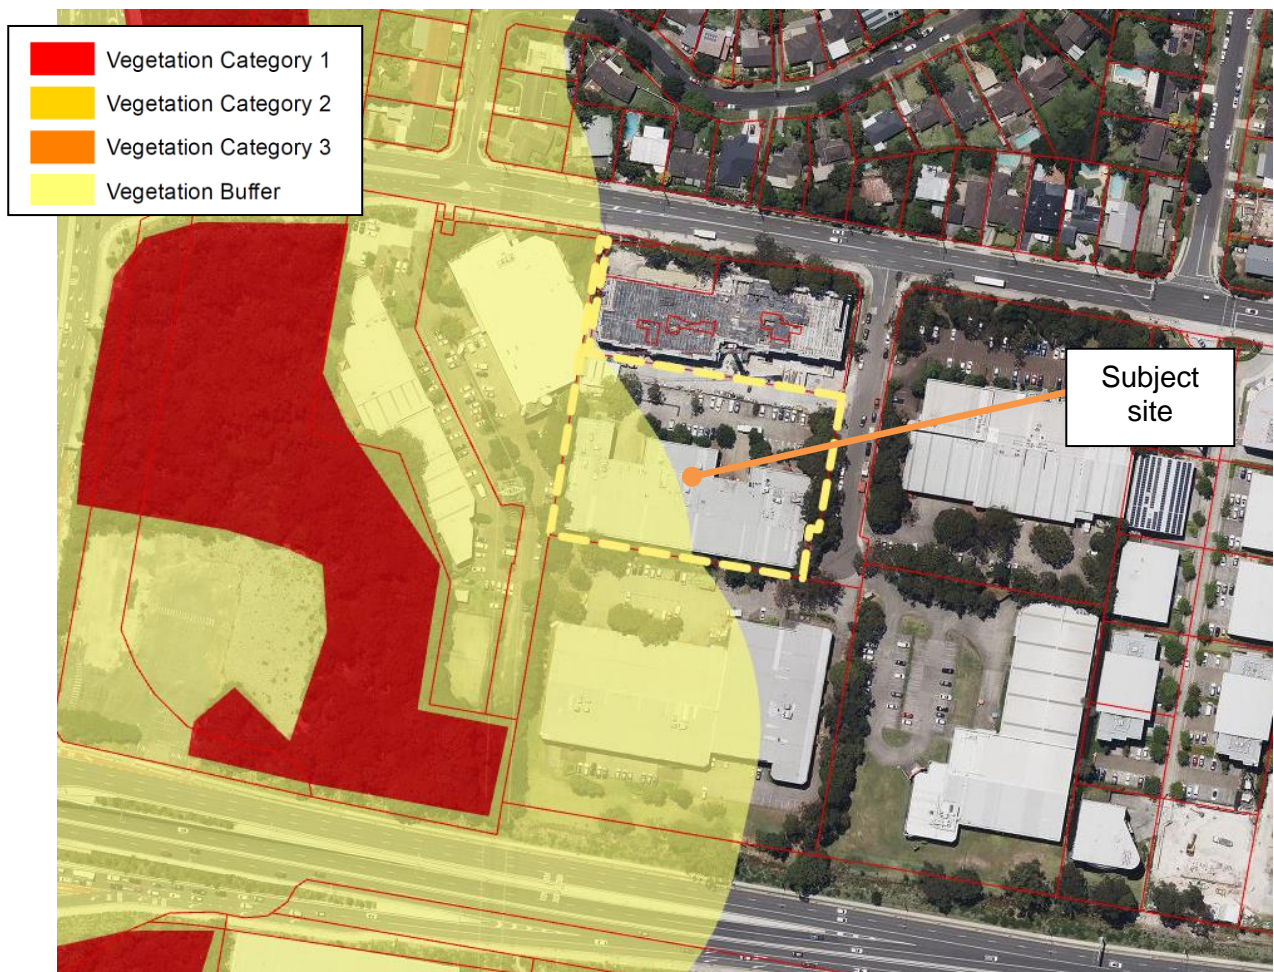 Vegetation Category 1
Vegetation Category 2
Vegetation Category 3
Vegetation Buffer
Subject
site